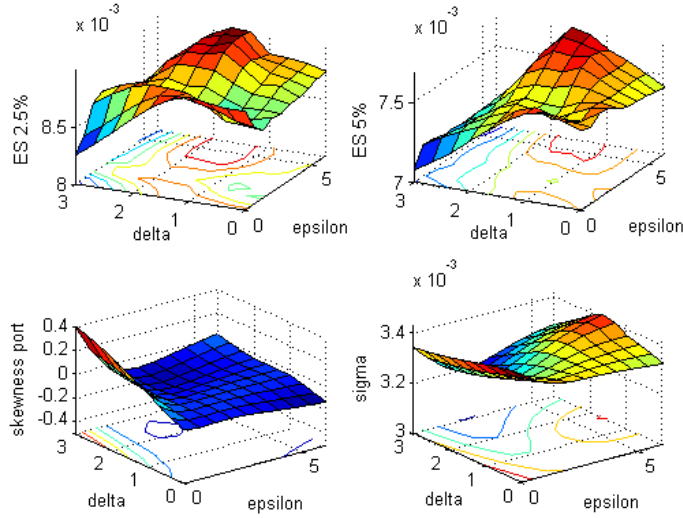 x 10⁻³
ES 2.5%
8.5
8
3
2
1
0
0
5
delta
epsilon
x 10⁻³
ES 5%
7.5
7
3
2
1
0
0
5
delta
epsilon
skewness port
0.4
0.2
0
-0.2
-0.4
3
2
1
0
0
5
delta
epsilon
x 10⁻³
sigma
3.4
3.2
3
3
2
1
0
0
5
delta
epsilon